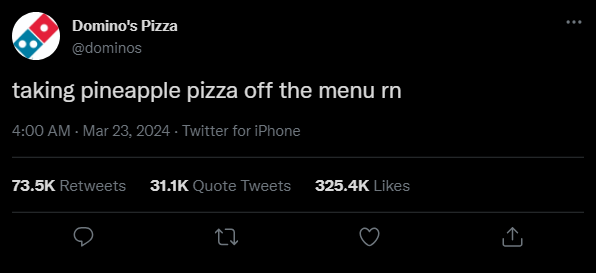 Domino's Pizza
@dominos
taking pineapple pizza off the menu rn
4:00 AM · Mar 23, 2024 · Twitter for iPhone
73.5K Retweets 31.1K Quote Tweets 325.4K Likes